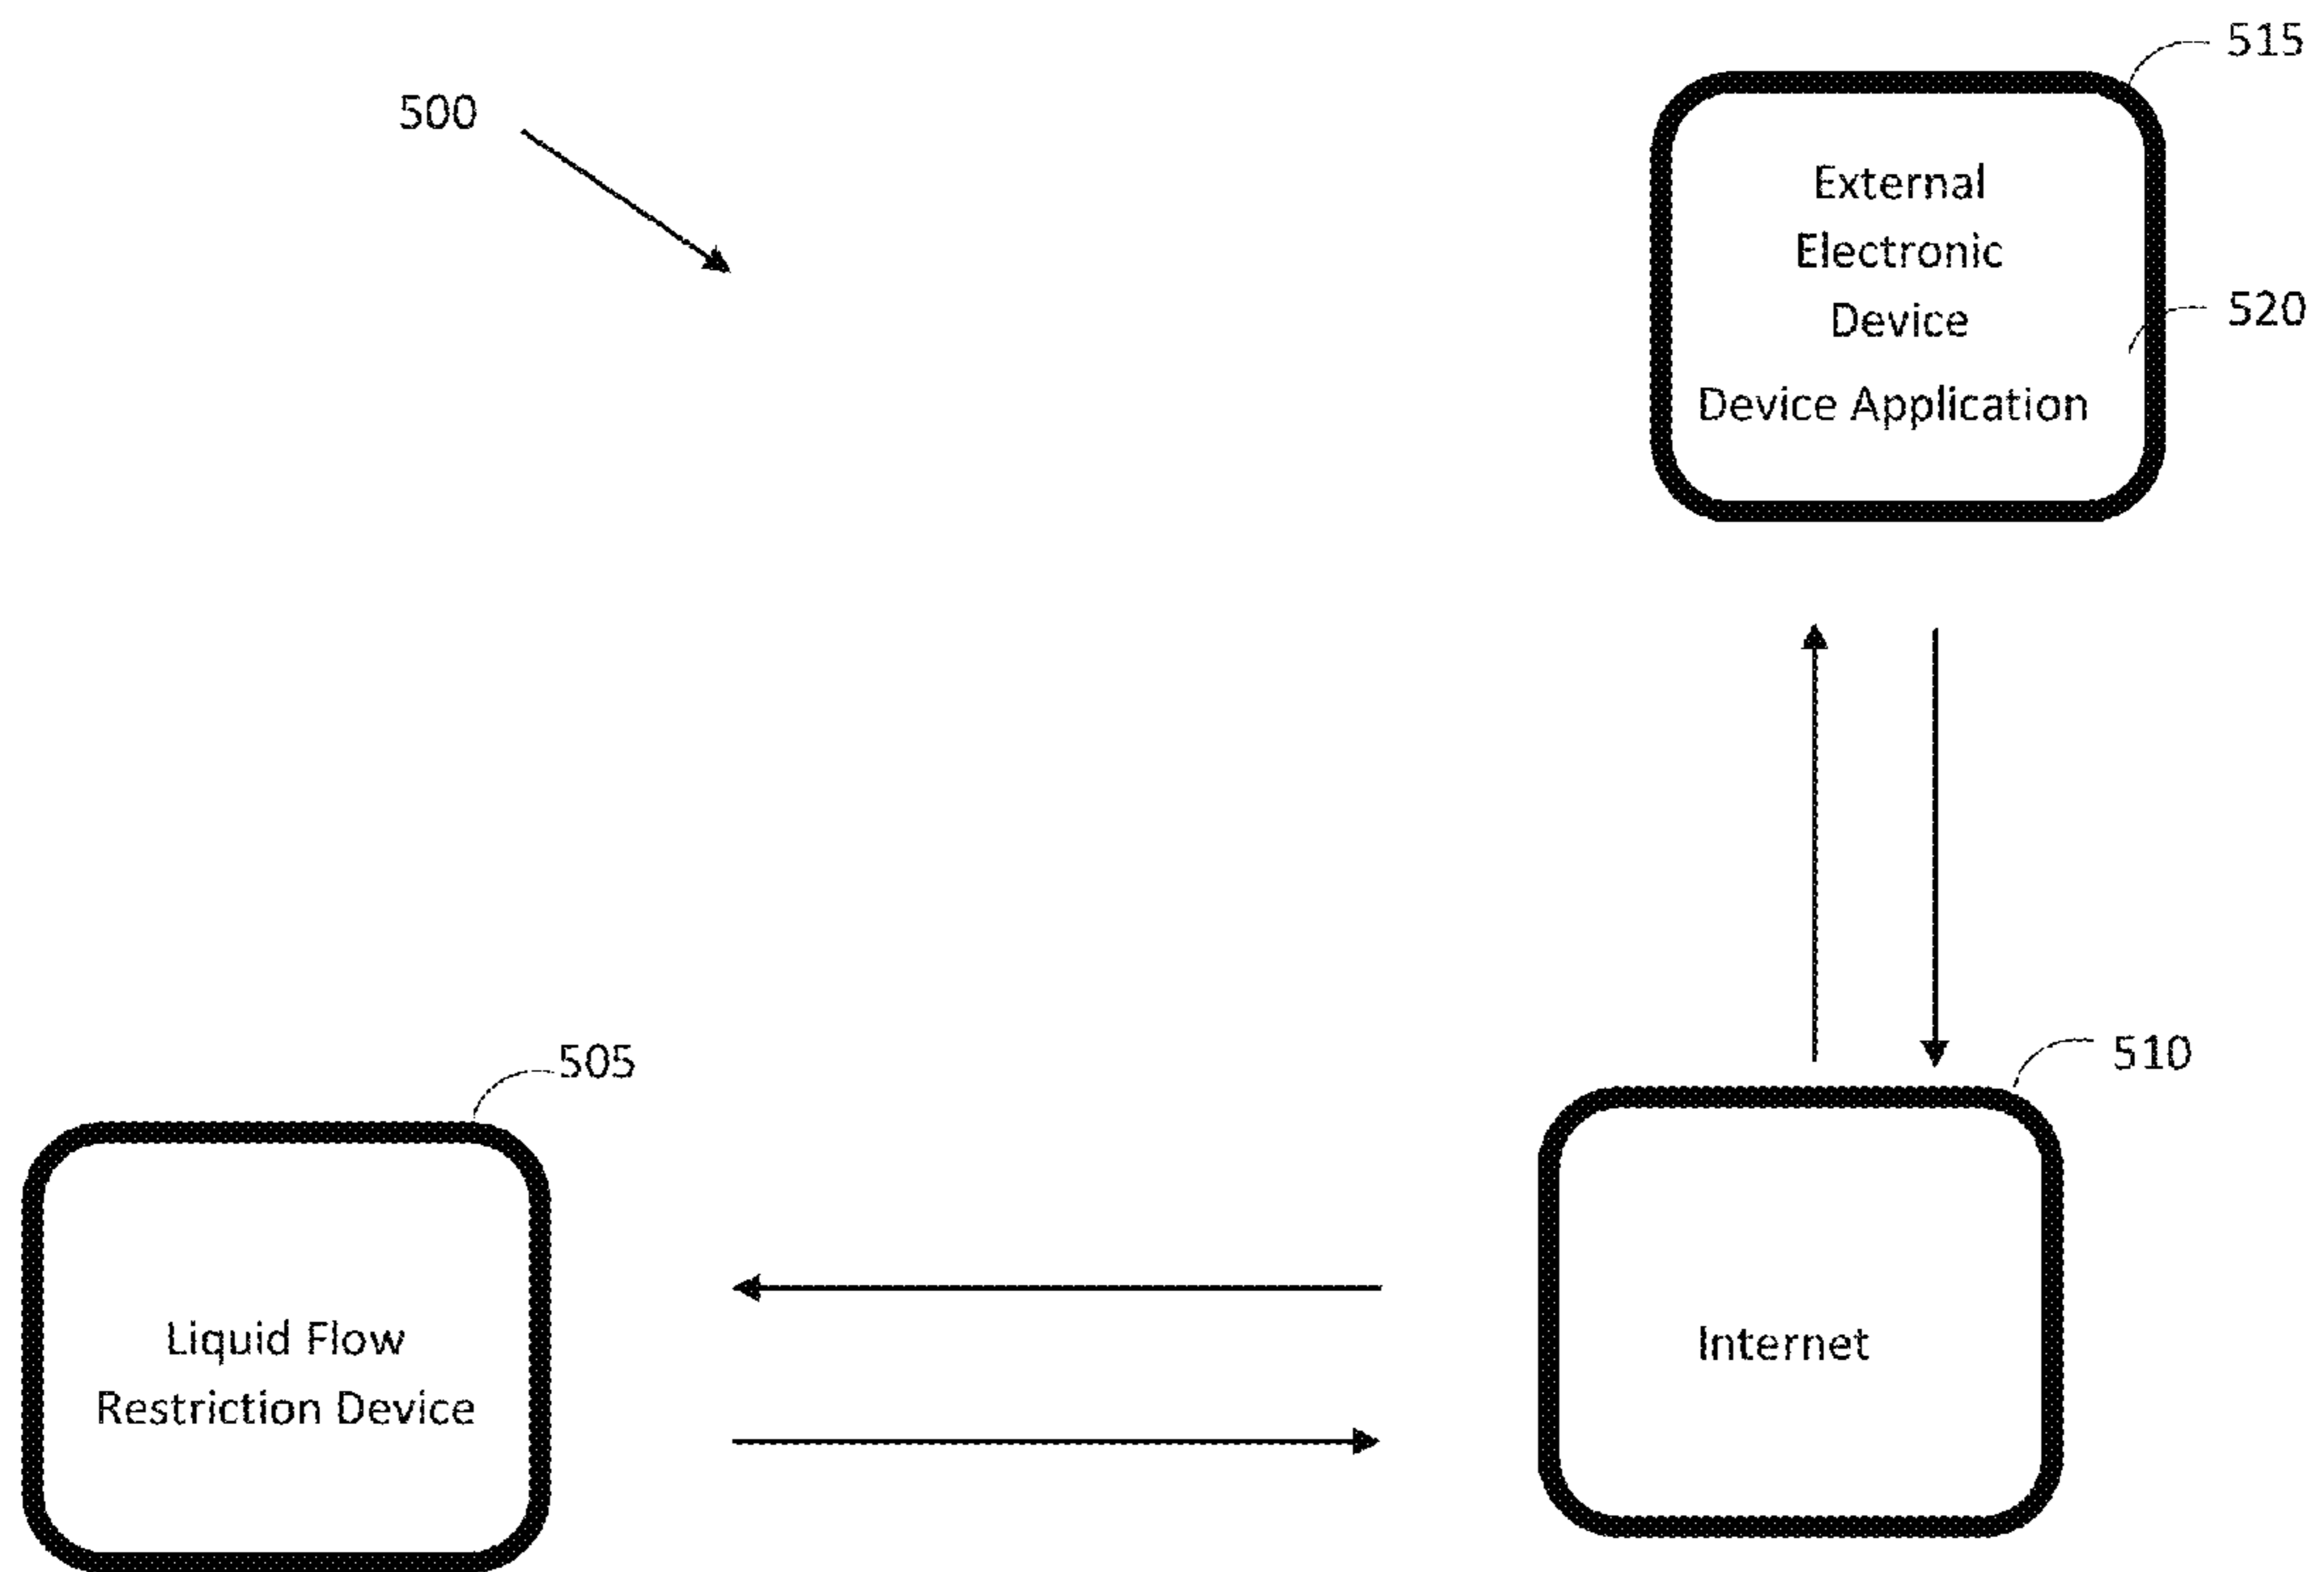 515
500
External
Electronic
Device
520
Device Application
510
505
Liquid Flow
Restriction Device
Internet